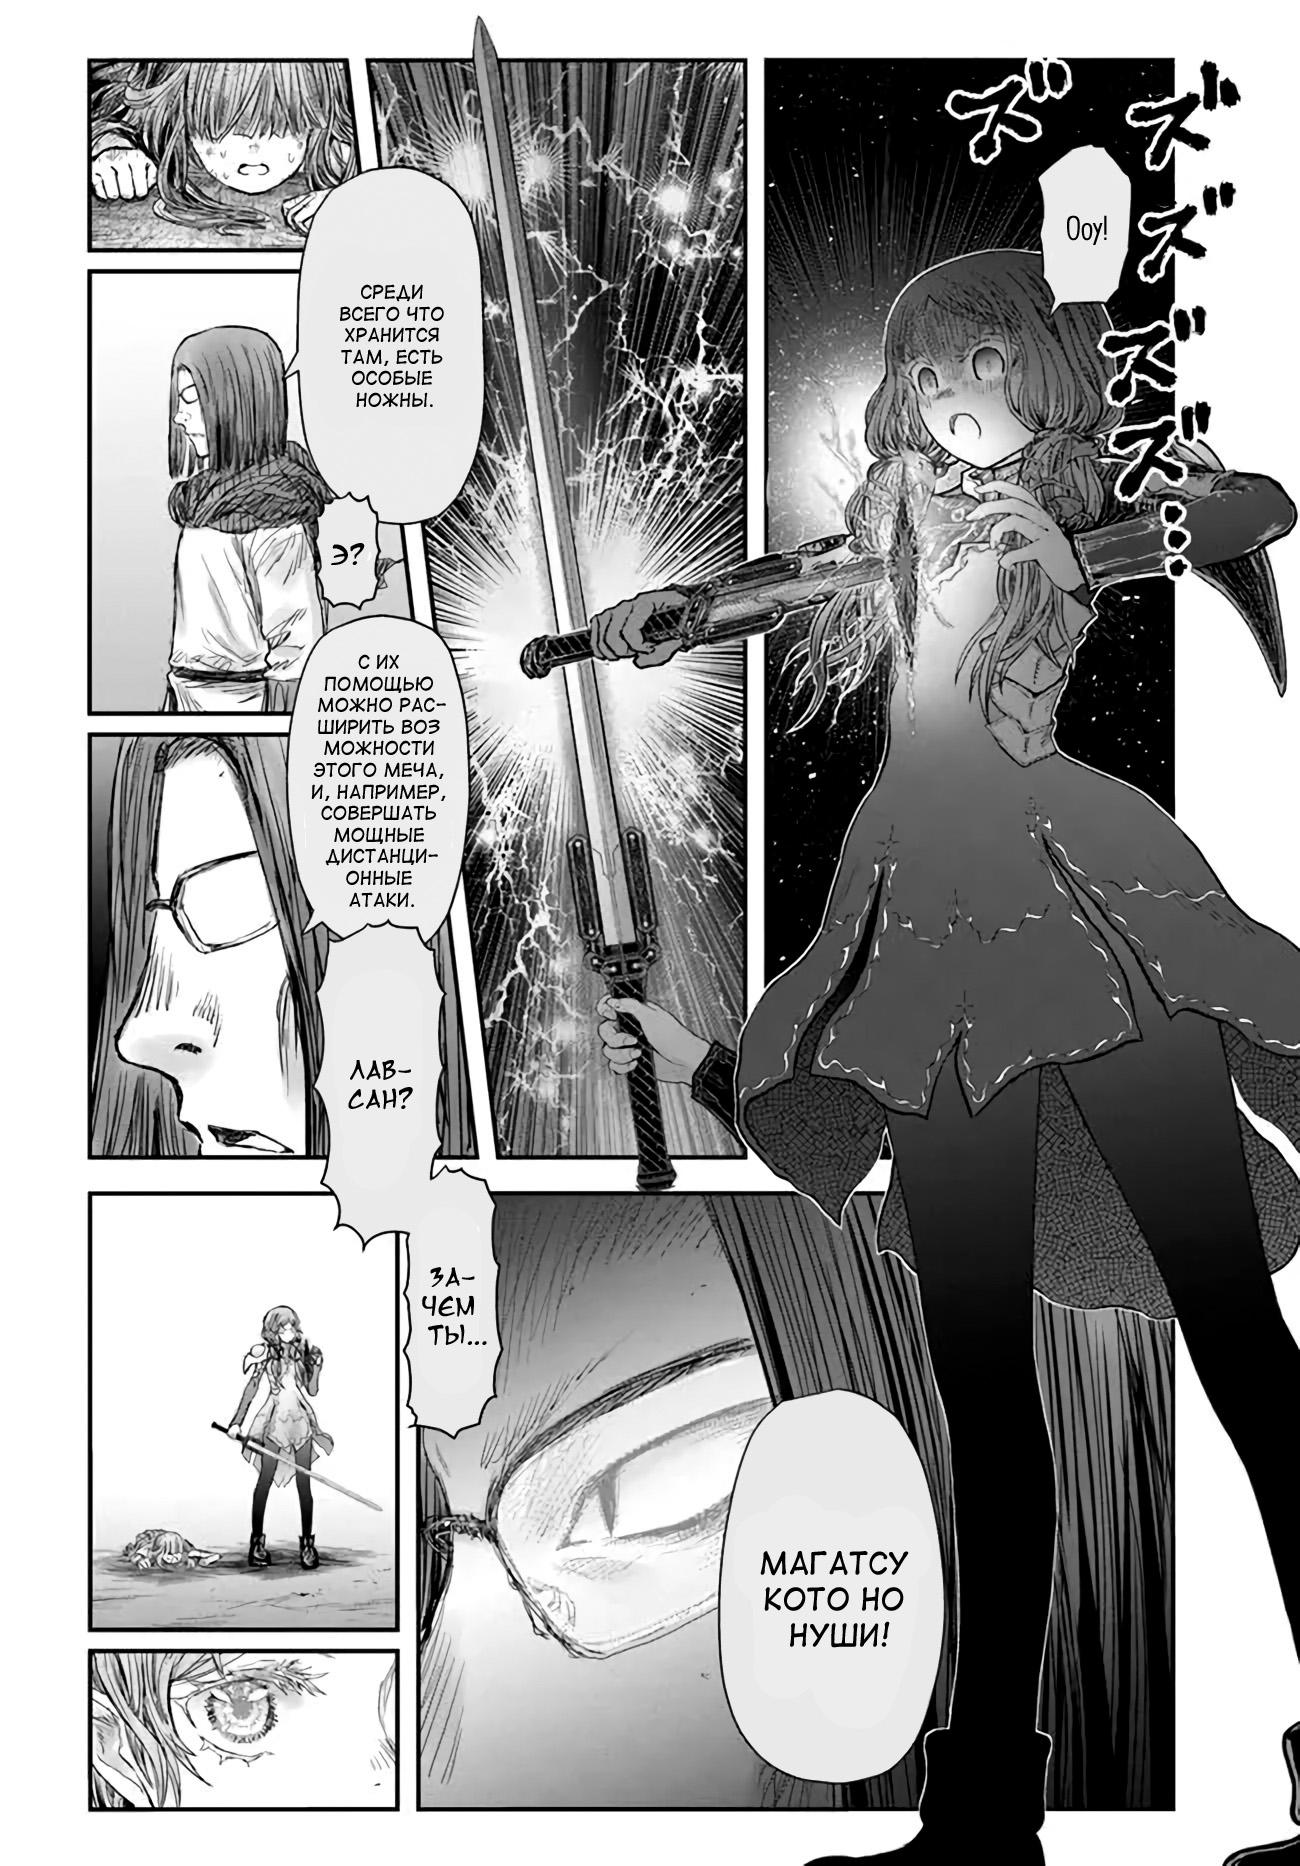 ズ
ズ
ズ
ズ
ズ...
Ооу!
СРЕДИ
ВСЕГО ЧТО
ХРАНИТСЯ
ТАМ, ЕСТЬ
ОСОБЫЕ
НОЖНЫ.
Э?
С ИХ
ПОМОЩЬЮ
МОЖНО РАС-
ШИРИТЬ ВОЗ
МОЖНОСТИ
ЭТОГО МЕЧА,
И, НАПРИМЕР,
СОВЕРШАТЬ
МОЩНЫЕ
ДИСТАНЦИ-
ОННЫЕ
АТАКИ.
ЛАВ-
САН?
ЗА-
ЧЕМ
ТЫ...
МАГАТСУ
КОТО НО
НУШИ!